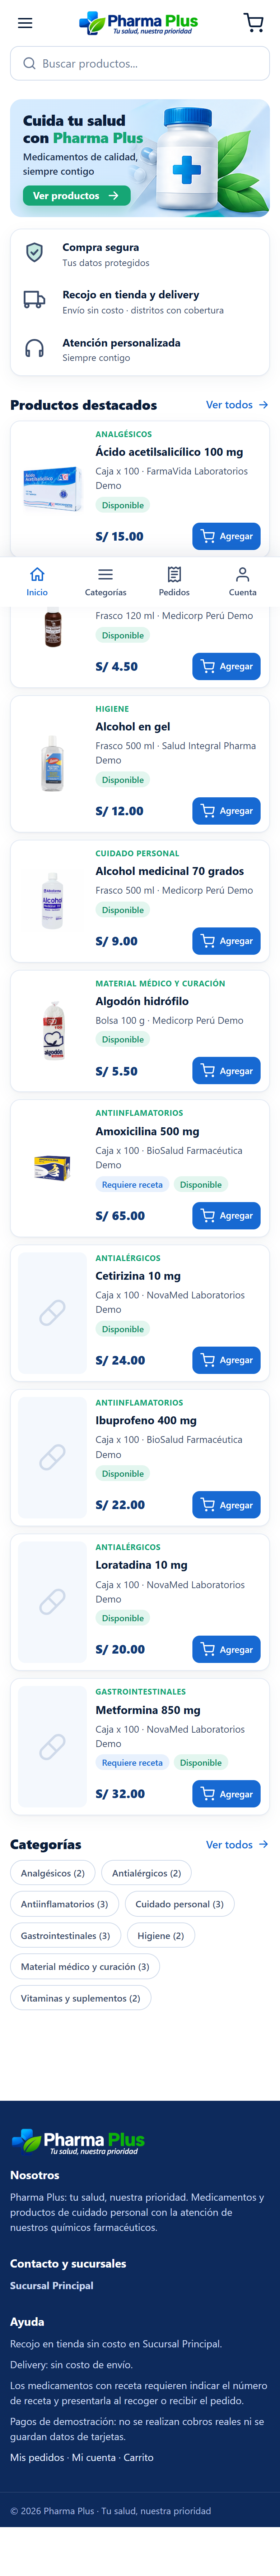 Pharma Plus
Tu salud, nuestra prioridad
Buscar productos...
Cuida tu salud
con Pharma Plus
Medicamentos de calidad,
siempre contigo
Ver productos
Compra segura
Tus datos protegidos
Recojo en tienda y delivery
Envío sin costo · distritos con cobertura
Atención personalizada
Siempre contigo
Productos destacados
Ver todos
ANALGÉSICOS
Ácido acetilsalicílico 100 mg
Caja x 100 · FarmaVida Laboratorios
Demo
Disponible
S/ 15.00
Agregar
Inicio
Categorías
Pedidos
Cuenta
Frasco 120 ml · Medicorp Perú Demo
Disponible
S/ 4.50
Agregar
HIGIENE
Alcohol en gel
Frasco 500 ml · Salud Integral Pharma
Demo
Disponible
S/ 12.00
Agregar
CUIDADO PERSONAL
Alcohol medicinal 70 grados
Frasco 500 ml · Medicorp Perú Demo
Disponible
Alcohol
S/ 9.00
Agregar
MATERIAL MÉDICO Y CURACIÓN
Algodón hidrófilo
Bolsa 100 g · Medicorp Perú Demo
Disponible
algodón
S/ 5.50
Agregar
ANTIINFLAMATORIOS
Amoxicilina 500 mg
Caja x 100 · BioSalud Farmacéutica
Demo
Requiere receta
Disponible
S/ 65.00
Agregar
ANTIALÉRGICOS
Cetirizina 10 mg
Caja x 100 · NovaMed Laboratorios
Demo
Disponible
S/ 24.00
Agregar
ANTIINFLAMATORIOS
Ibuprofeno 400 mg
Caja x 100 · BioSalud Farmacéutica
Demo
Disponible
S/ 22.00
Agregar
ANTIALÉRGICOS
Loratadina 10 mg
Caja x 100 · NovaMed Laboratorios
Demo
Disponible
S/ 20.00
Agregar
GASTROINTESTINALES
Metformina 850 mg
Caja x 100 · NovaMed Laboratorios
Demo
Requiere receta
Disponible
S/ 32.00
Agregar
Categorías
Ver todos
Analgésicos (2)
Antialérgicos (2)
Antiinflamatorios (3)
Cuidado personal (3)
Gastrointestinales (3)
Higiene (2)
Material médico y curación (3)
Vitaminas y suplementos (2)
Pharma Plus
Tu salud, nuestra prioridad
Nosotros
Pharma Plus: tu salud, nuestra prioridad. Medicamentos y
productos de cuidado personal con la atención de
nuestros químicos farmacéuticos.
Contacto y sucursales
Sucursal Principal
Ayuda
Recojo en tienda sin costo en Sucursal Principal.
Delivery: sin costo de envío.
Los medicamentos con receta requieren indicar el número
de receta y presentarla al recoger o recibir el pedido.
Pagos de demostración: no se realizan cobros reales ni se
guardan datos de tarjetas.
Mis pedidos · Mi cuenta · Carrito
© 2026 Pharma Plus · Tu salud, nuestra prioridad